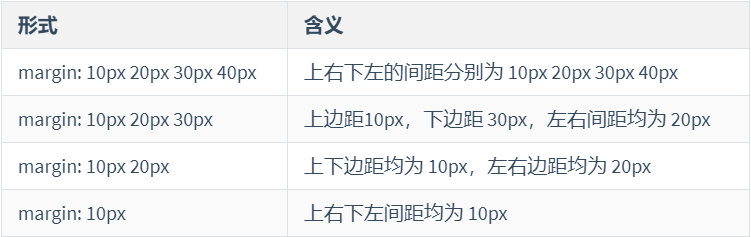 形式 含义
margin: 10px 20px 30px 40px 上右下左的间距分别为 10px 20px 30px 40px
margin: 10px 20px 30px 上边距10px，下边距 30px，左右间距均为 20px
margin: 10px 20px 上下边距均为 10px，左右边距均为 20px
margin: 10px 上右下左间距均为 10px